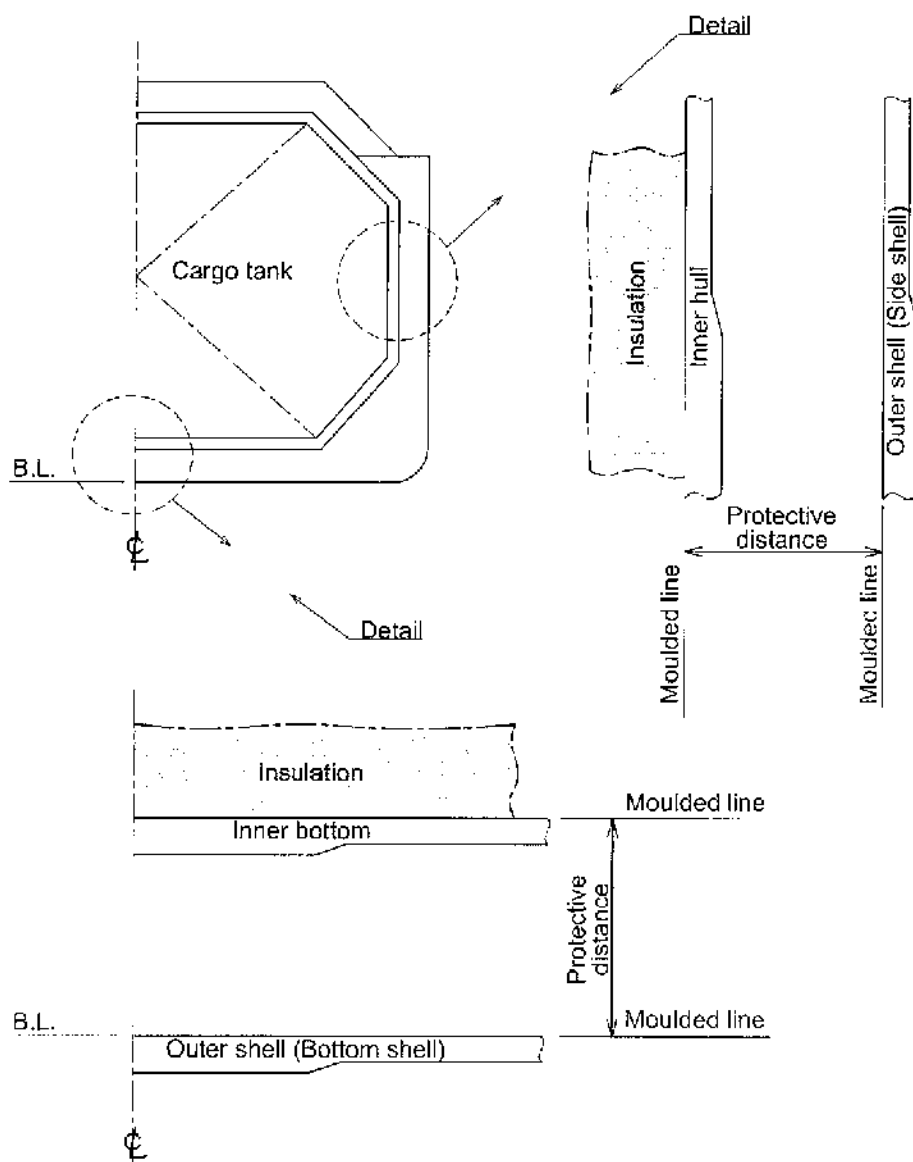 Detail
Cargo tank
Insulation
Inner hull
Outer shell (Side shell)
B.L.
Protective
distance
℄
Moulded line
Moulded line
Detail
Insulation
Moulded line
Inner bottom
Protective
distance
B.L.
Moulded line
Outer shell (Bottom shell)
℄